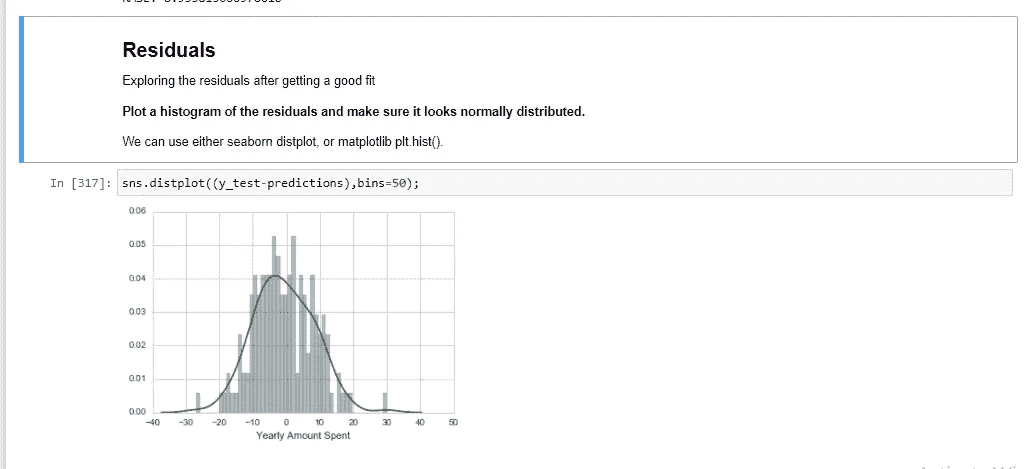 Residuals
Exploring the residuals after getting a good fit
Plot a histogram of the residuals and make sure it looks normally distributed.
We can use either seaborn distplot, or matplotlib plt.hist().
In [317]: sns.distplot((y_test-predictions),bins=50);
0.06
0.05
0.04
0.03
0.02
0.01
0.00
−40 −30 −20 −10 0 10 20 30 40 50
Yearly Amount Spent